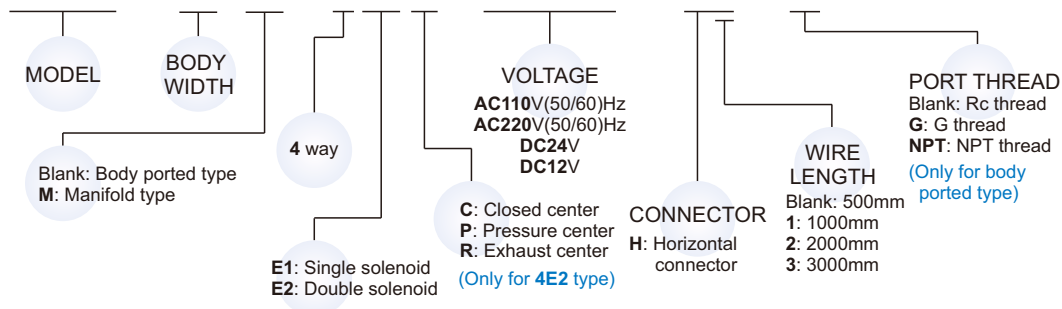 MODEL
BODY
WIDTH
Blank: Body ported type
M: Manifold type
4 way
E1: Single solenoid
E2: Double solenoid
C: Closed center
P: Pressure center
R: Exhaust center
(Only for 4E2 type)
VOLTAGE
AC110V(50/60)Hz
AC220V(50/60)Hz
DC24V
DC12V
CONNECTOR
H: Horizontal
connector
WIRE
LENGTH
Blank: 500mm
1: 1000mm
2: 2000mm
3: 3000mm
PORT THREAD
Blank: Rc thread
G: G thread
NPT: NPT thread
(Only for body
ported type)